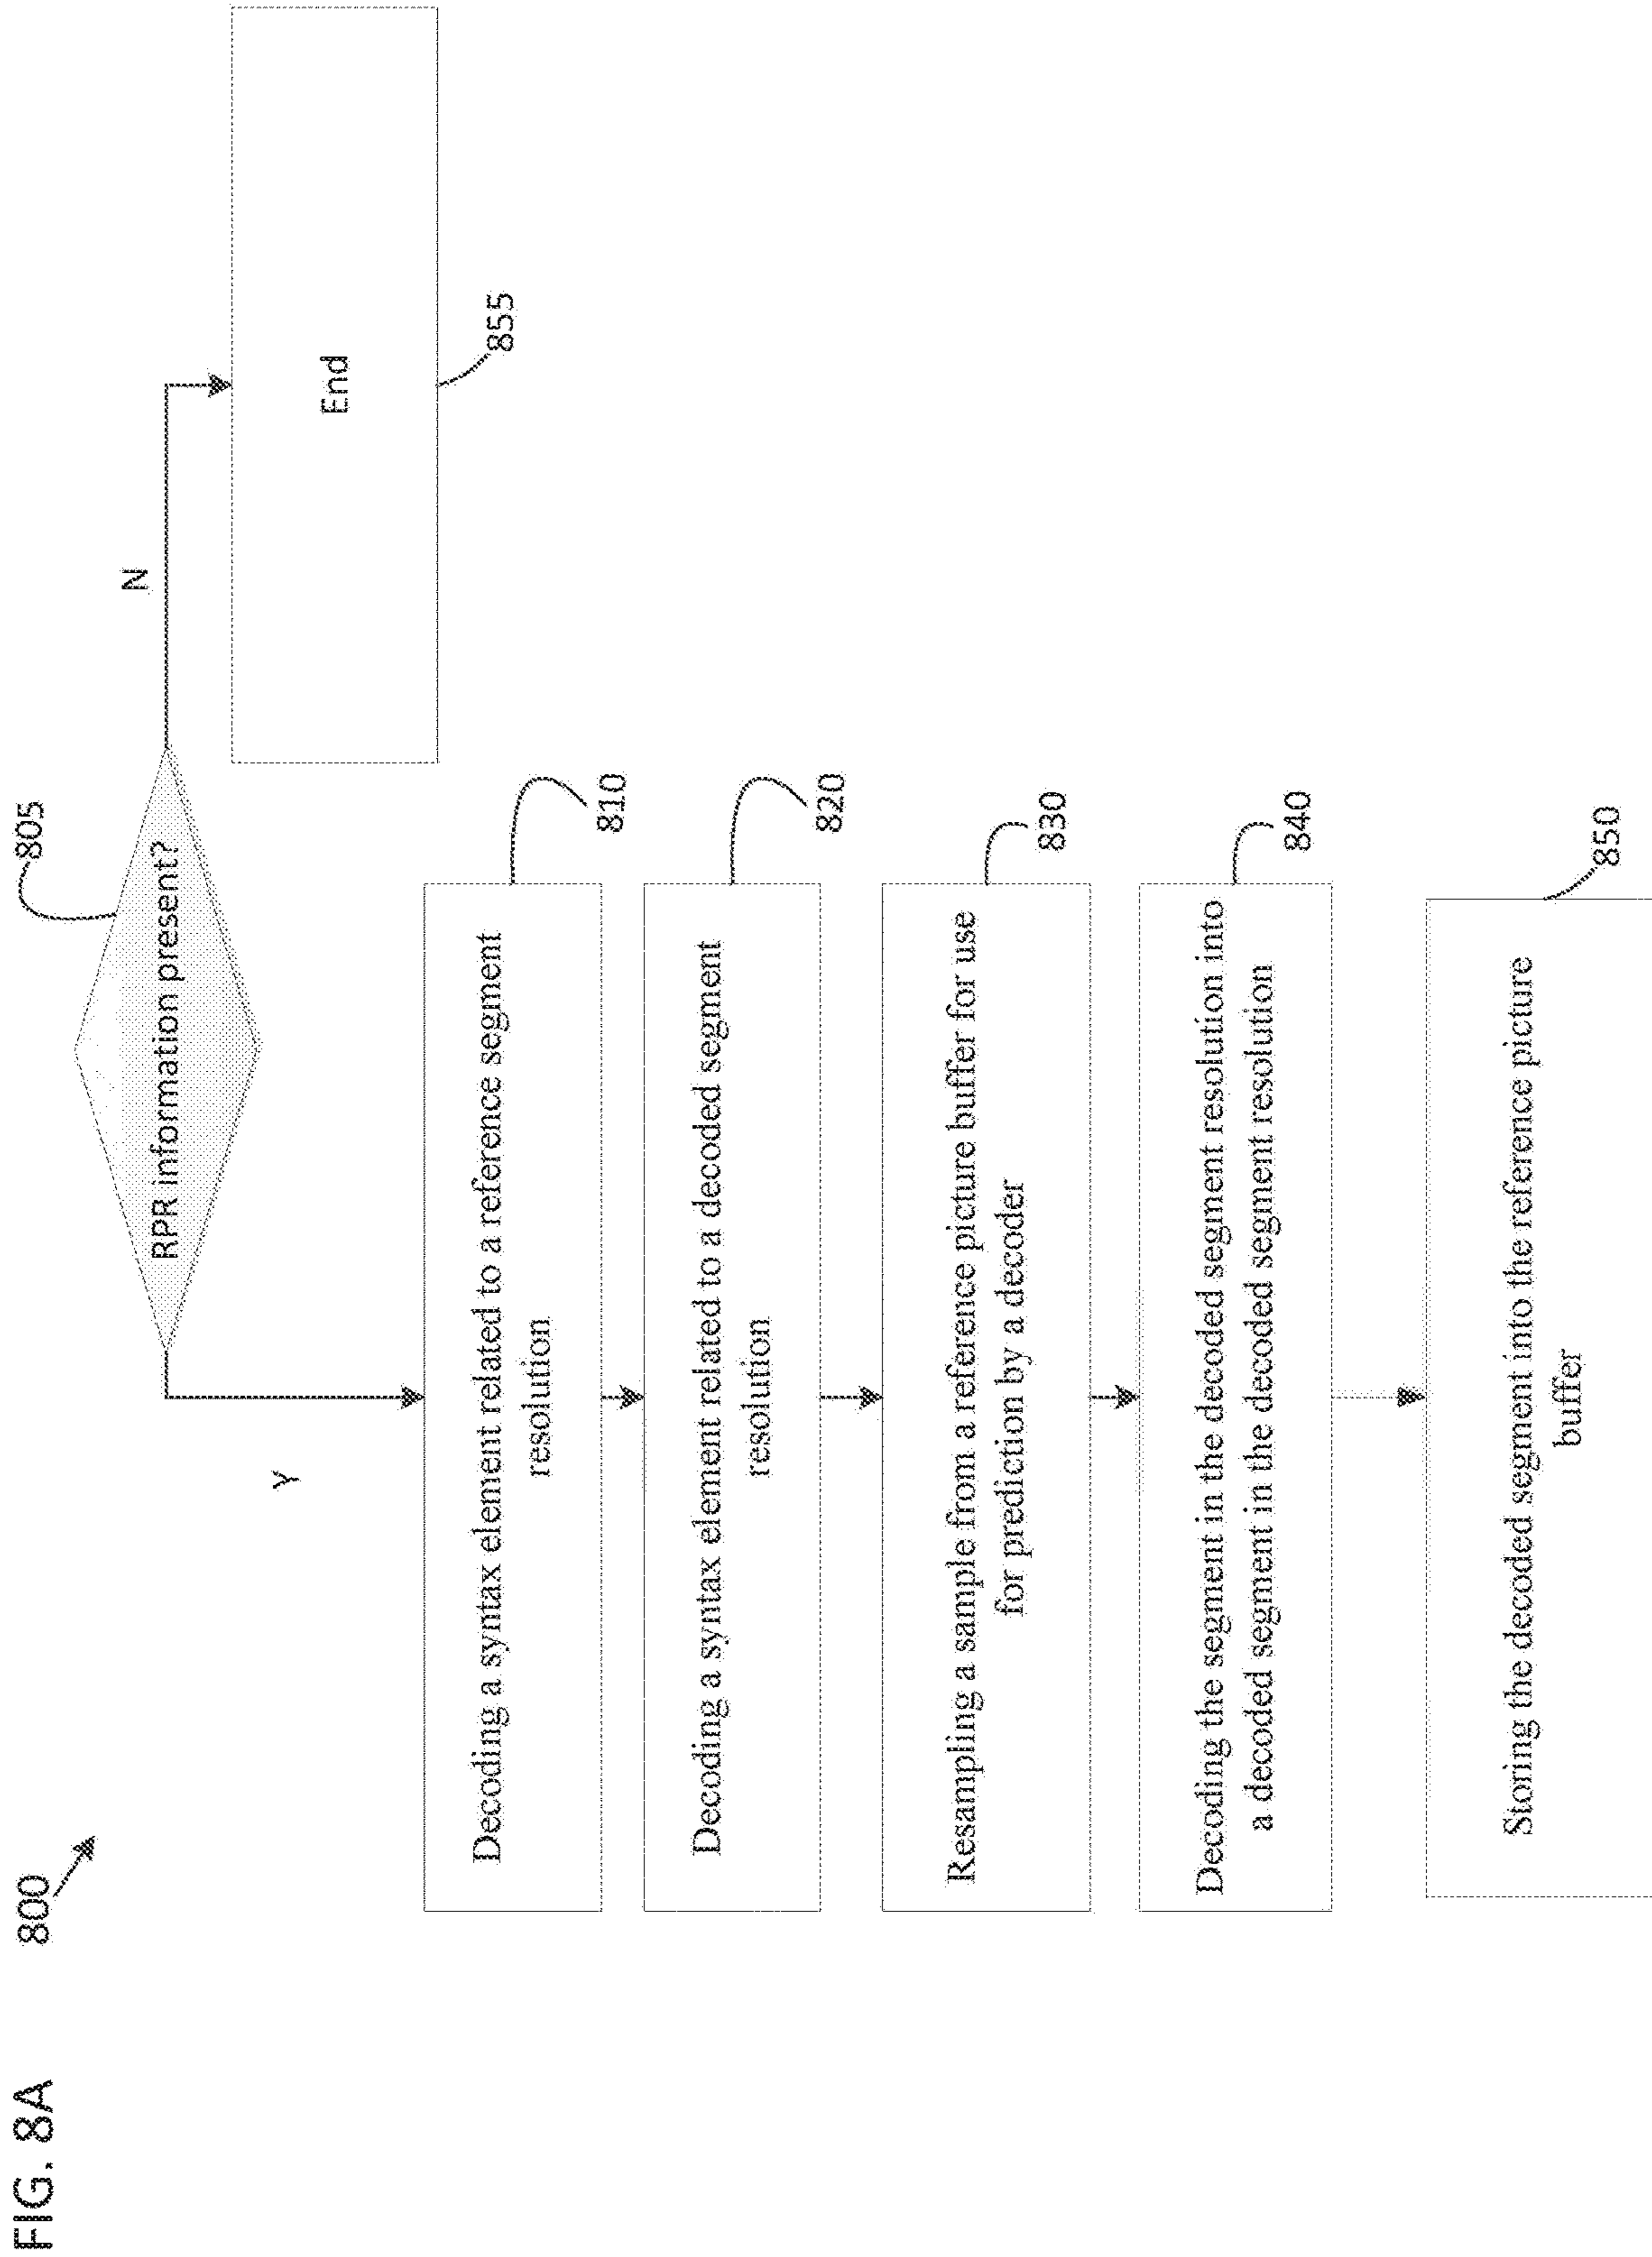 FIG. 8A
800
805
RPR information present?
N
Y
End
855
Decoding a syntax element related to a reference segment
resolution
810
Decoding a syntax element related to a decoded segment
resolution
820
Resampling a sample from a reference picture buffer for use
for prediction by a decoder
830
Decoding the segment in the decoded segment resolution into
a decoded segment in the decoded segment resolution
840
Storing the decoded segment into the reference picture
buffer
850